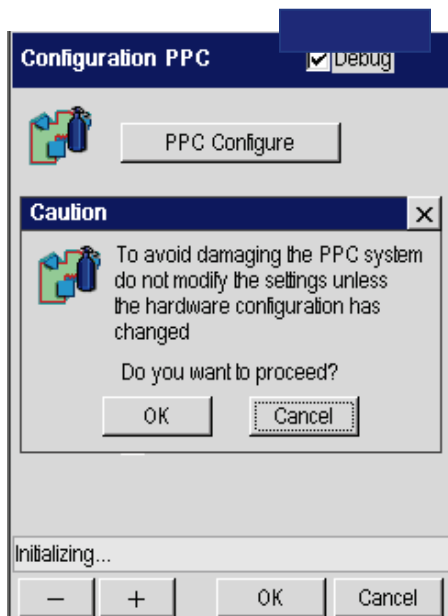 Configuration PPC
Debug
PPC Configure
Caution
To avoid damaging the PPC system
do not modify the settings unless
the hardware configuration has
changed
Do you want to proceed?
OK Cancel
Initializing...
− + OK Cancel